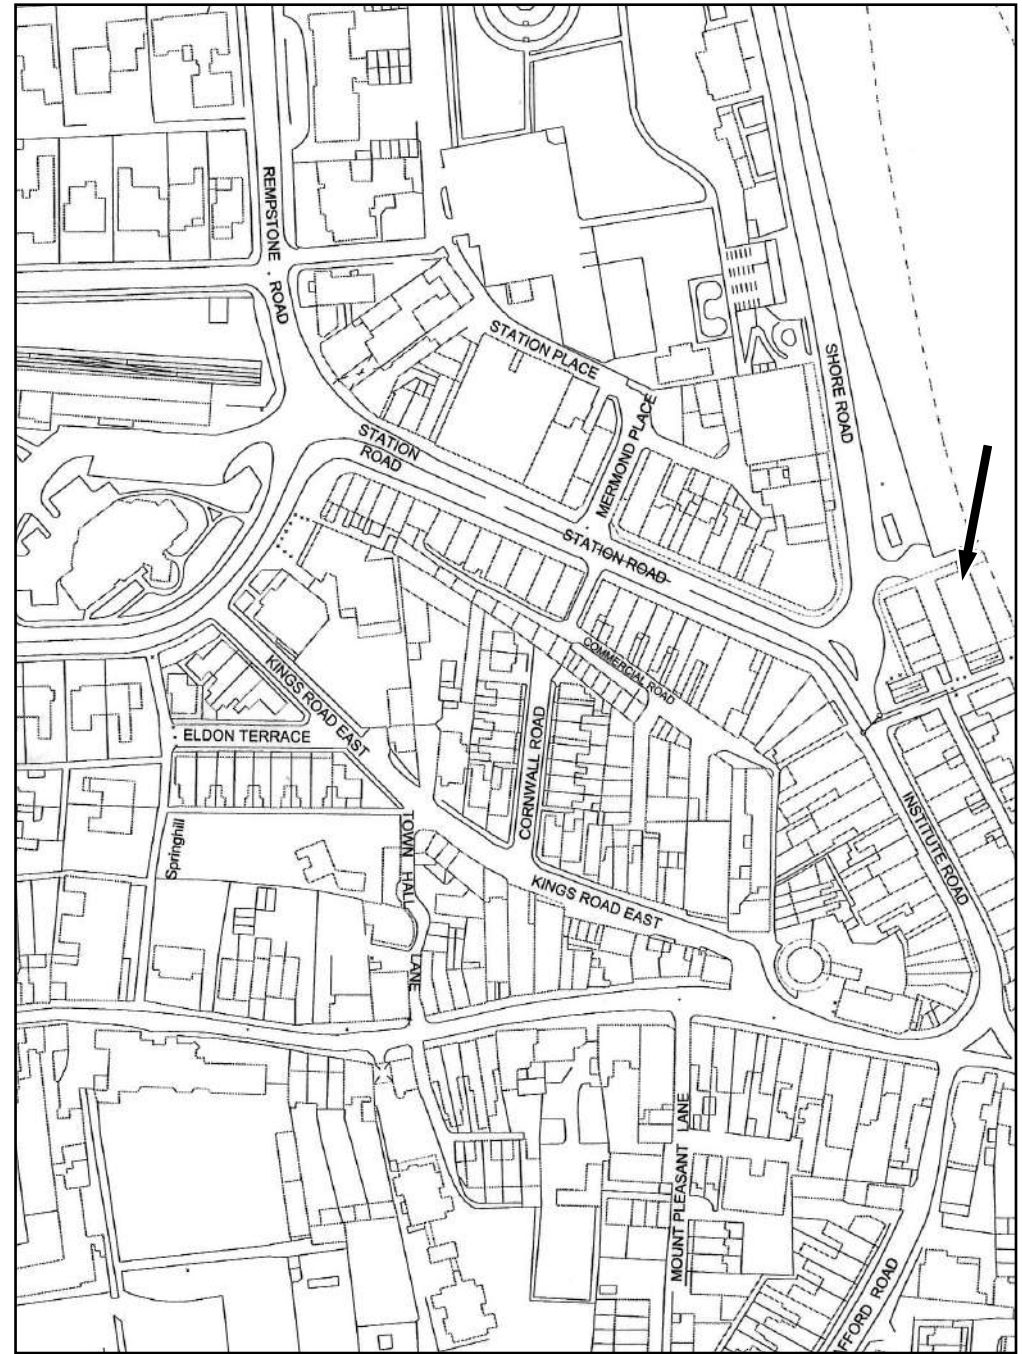 REMPSTONE ROAD
STATION PLACE
SHORE ROAD
MERMOND PLACE
STATION
ROAD
STATION ROAD
COMMERCIAL ROAD
KINGS ROAD EAST
CORNWALL ROAD
ELDON TERRACE
INSTITUTE ROAD
TOWN HALL LANE
Springhill
KINGS ROAD EAST
MOUNT PLEASANT LANE
AFFORD ROAD